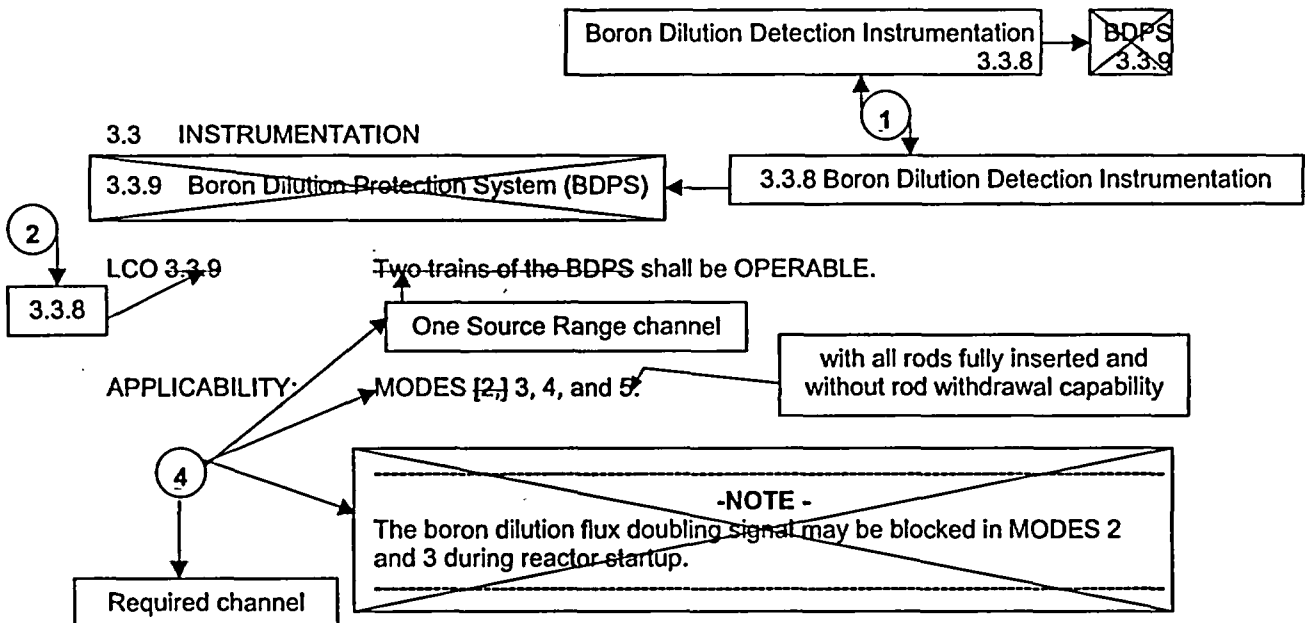 Boron Dilution Detection Instrumentation
3.3.8
BDPS
3.3.9
1
3.3 INSTRUMENTATION
3.3.9 Boron Dilution Protection System (BDPS)
3.3.8 Boron Dilution Detection Instrumentation
2
LCO 3.3.9 Two trains of the BDPS shall be OPERABLE.
3.3.8
One Source Range channel
with all rods fully inserted and
without rod withdrawal capability
APPLICABILITY: MODES [2,] 3, 4, and 5.
4
-NOTE -
The boron dilution flux doubling signal may be blocked in MODES 2
and 3 during reactor startup.
Required channel